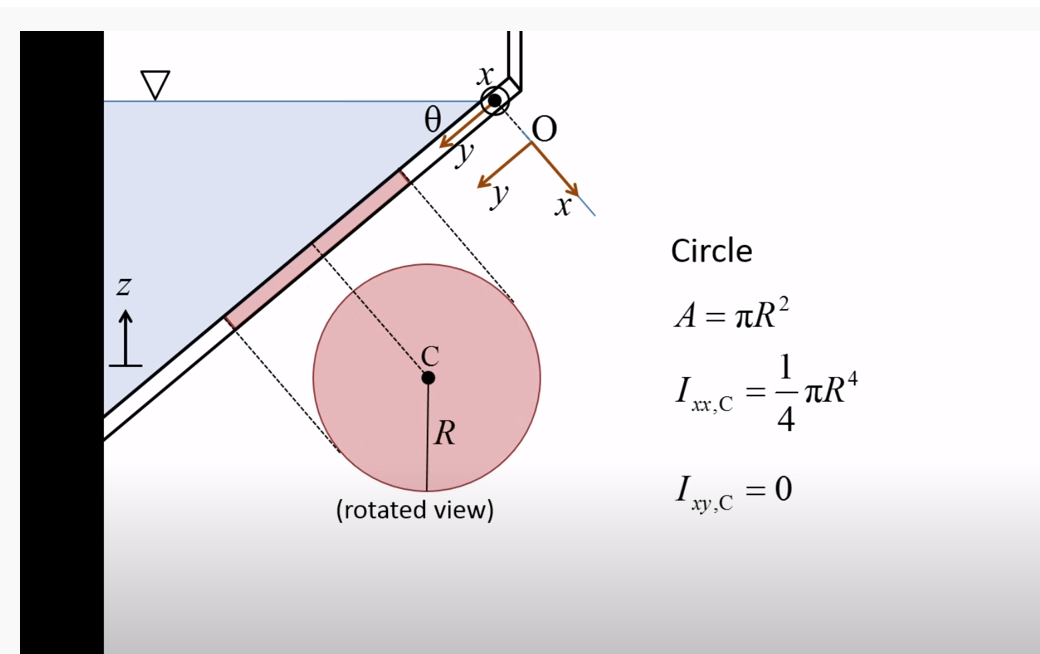 x
θ
O
y
y
x
z
Circle
A = πR²
I_xx,C = 1/4 πR⁴
C
R
I_xy,C = 0
(rotated view)